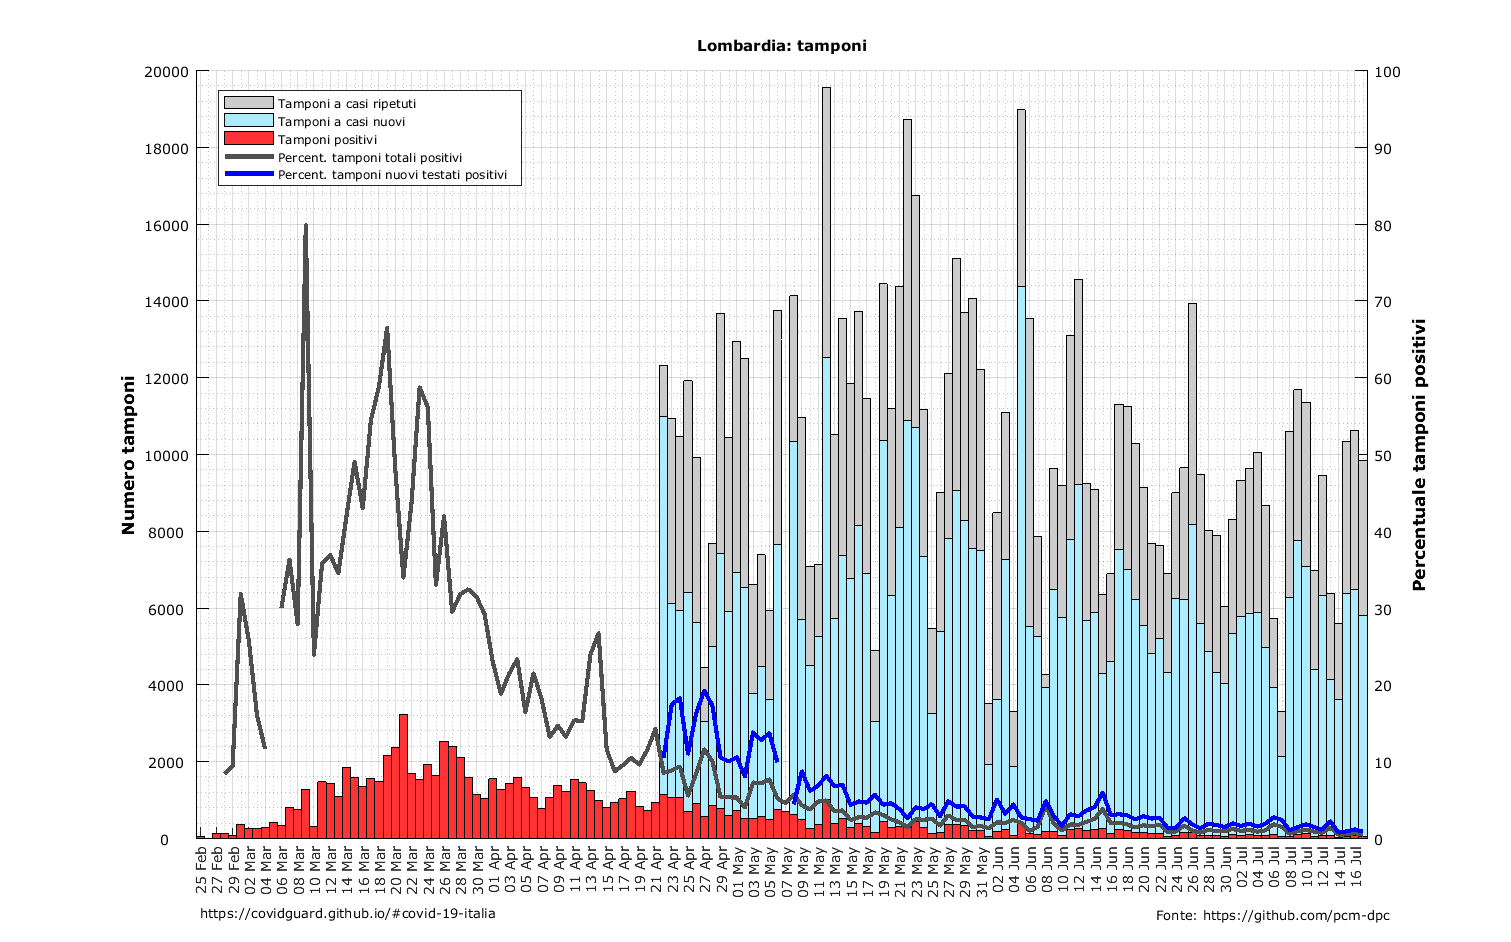 Lombardia: tamponi
20000
18000
16000
14000
12000
10000
8000
6000
4000
2000
0
Numero tamponi
Tamponi a casi ripetuti
Tamponi a casi nuovi
Tamponi positivi
Percent. tamponi totali positivi
Percent. tamponi nuovi testati positivi
100
90
80
70
60
50
40
30
20
10
0
Percentuale tamponi positivi
25 Feb
27 Feb
29 Feb
02 Mar
04 Mar
06 Mar
08 Mar
10 Mar
12 Mar
14 Mar
16 Mar
18 Mar
20 Mar
22 Mar
24 Mar
26 Mar
28 Mar
30 Mar
01 Apr
03 Apr
05 Apr
07 Apr
09 Apr
11 Apr
13 Apr
15 Apr
17 Apr
19 Apr
21 Apr
23 Apr
25 Apr
27 Apr
29 Apr
01 May
03 May
05 May
07 May
09 May
11 May
13 May
15 May
17 May
19 May
21 May
23 May
25 May
27 May
29 May
31 May
02 Jun
04 Jun
06 Jun
08 Jun
10 Jun
12 Jun
14 Jun
16 Jun
18 Jun
20 Jun
22 Jun
24 Jun
26 Jun
28 Jun
30 Jun
02 Jul
04 Jul
06 Jul
08 Jul
10 Jul
12 Jul
14 Jul
16 Jul
https://covidguard.github.io/#covid-19-italia
Fonte: https://github.com/pcm-dpc